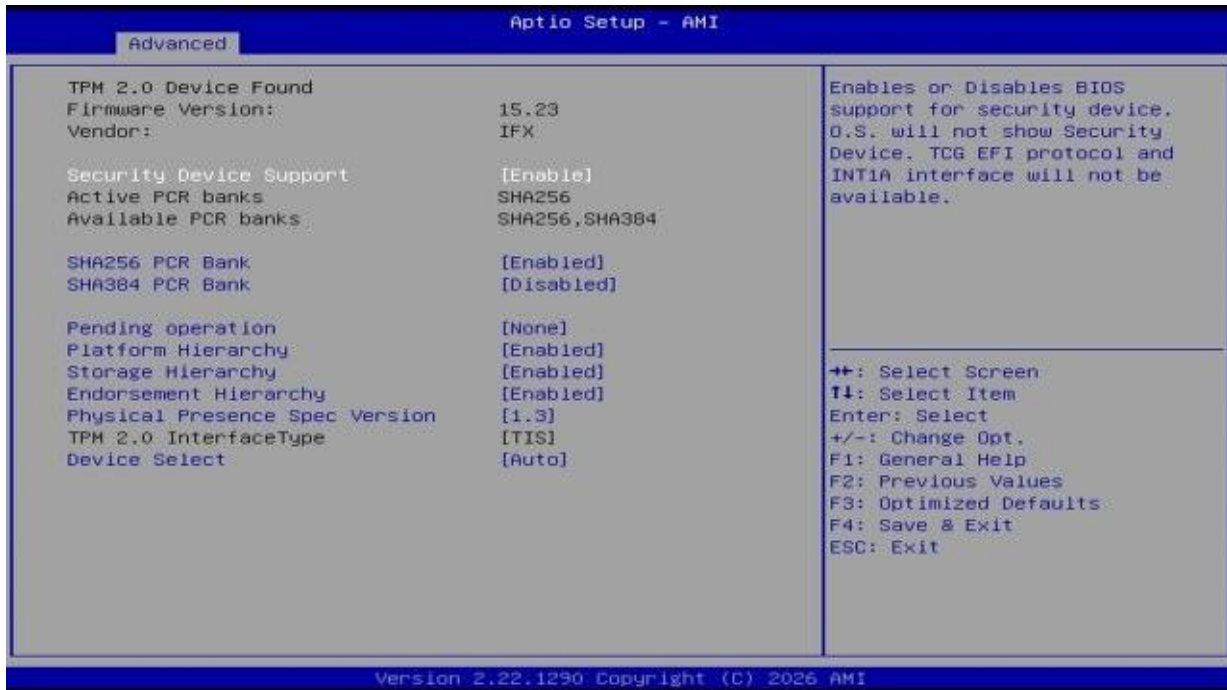 Aptio Setup – AMI
Advanced
TPM 2.0 Device Found
Firmware Version: 15.23
Vendor: IFX
Security Device Support [Enable]
Active PCR banks SHA256
Available PCR banks SHA256,SHA384
SHA256 PCR Bank [Enabled]
SHA384 PCR Bank [Disabled]
Pending operation [None]
Platform Hierarchy [Enabled]
Storage Hierarchy [Enabled]
Endorsement Hierarchy [Enabled]
Physical Presence Spec Version [1.3]
TPM 2.0 InterfaceType [TIS]
Device Select [Auto]
Enables or Disables BIOS
support for security device.
O.S. will not show Security
Device. TCG EFI protocol and
INT1A interface will not be
available.
→←: Select Screen
↑↓: Select Item
Enter: Select
+/-: Change Opt.
F1: General Help
F2: Previous Values
F3: Optimized Defaults
F4: Save & Exit
ESC: Exit
Version 2.22.1290 Copyright (C) 2026 AMI